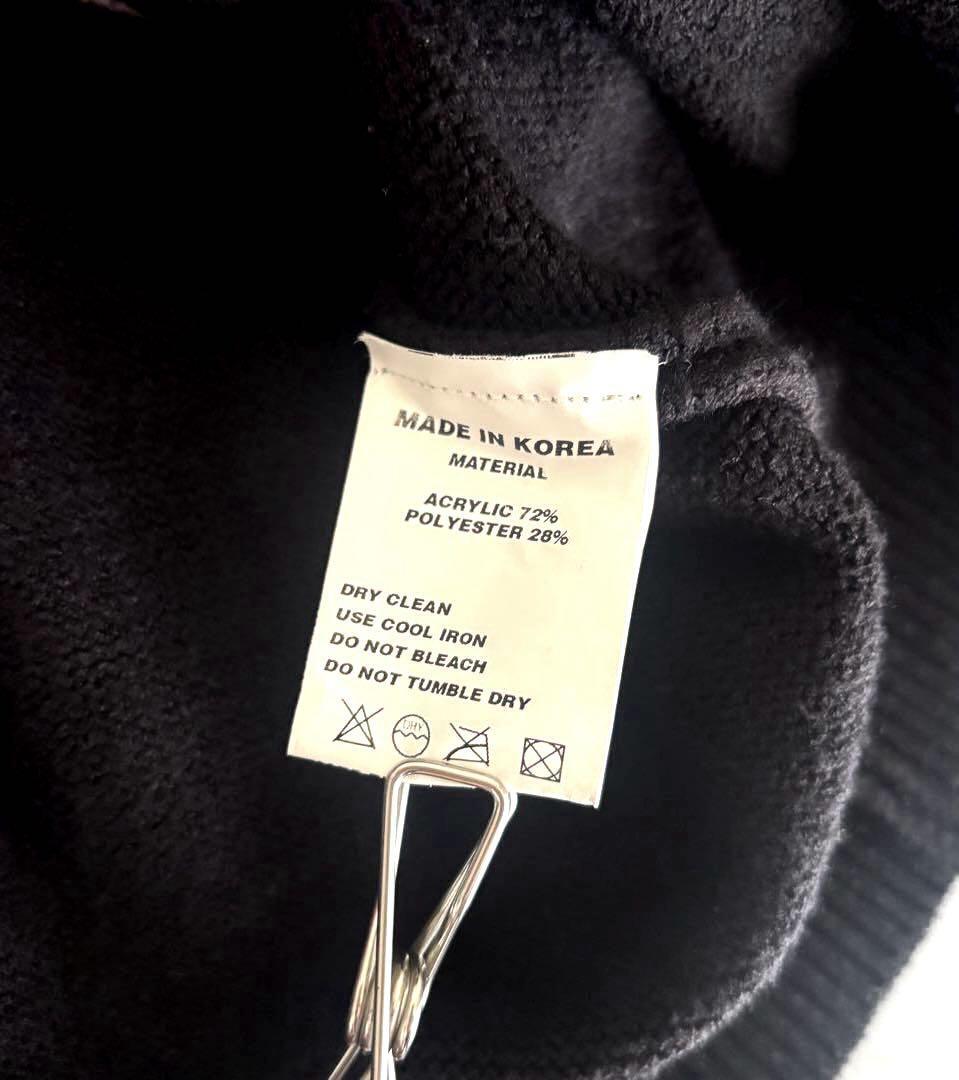 MADE IN KOREA
MATERIAL
ACRYLIC 72%
POLYESTER 28%
DRY CLEAN
USE COOL IRON
DO NOT BLEACH
DO NOT TUMBLE DRY
DRY